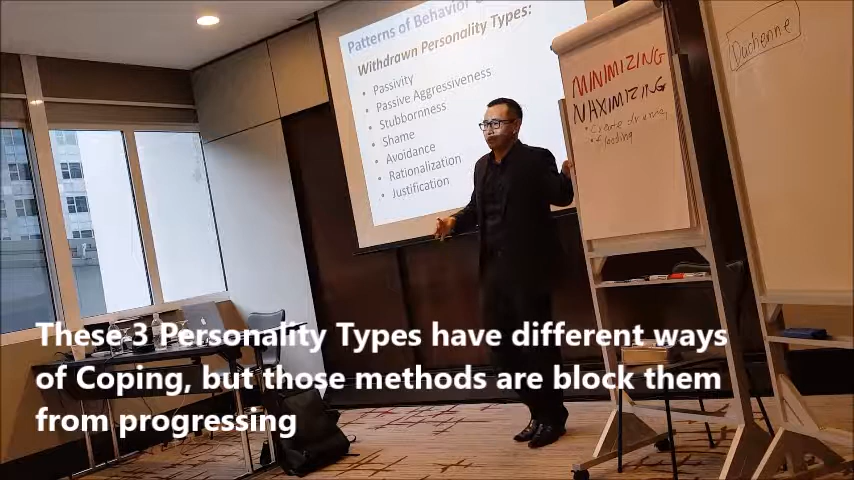 Patterns of Behavior
Withdrawn Personality Types:
• Passivity
• Passive Aggressiveness
• Stubbornness
• Shame
• Avoidance
• Rationalization
• Justification
MINIMIZING
MAXIMIZING
Duchenne
These 3 Personality Types have different ways
of Coping, but those methods are block them
from progressing